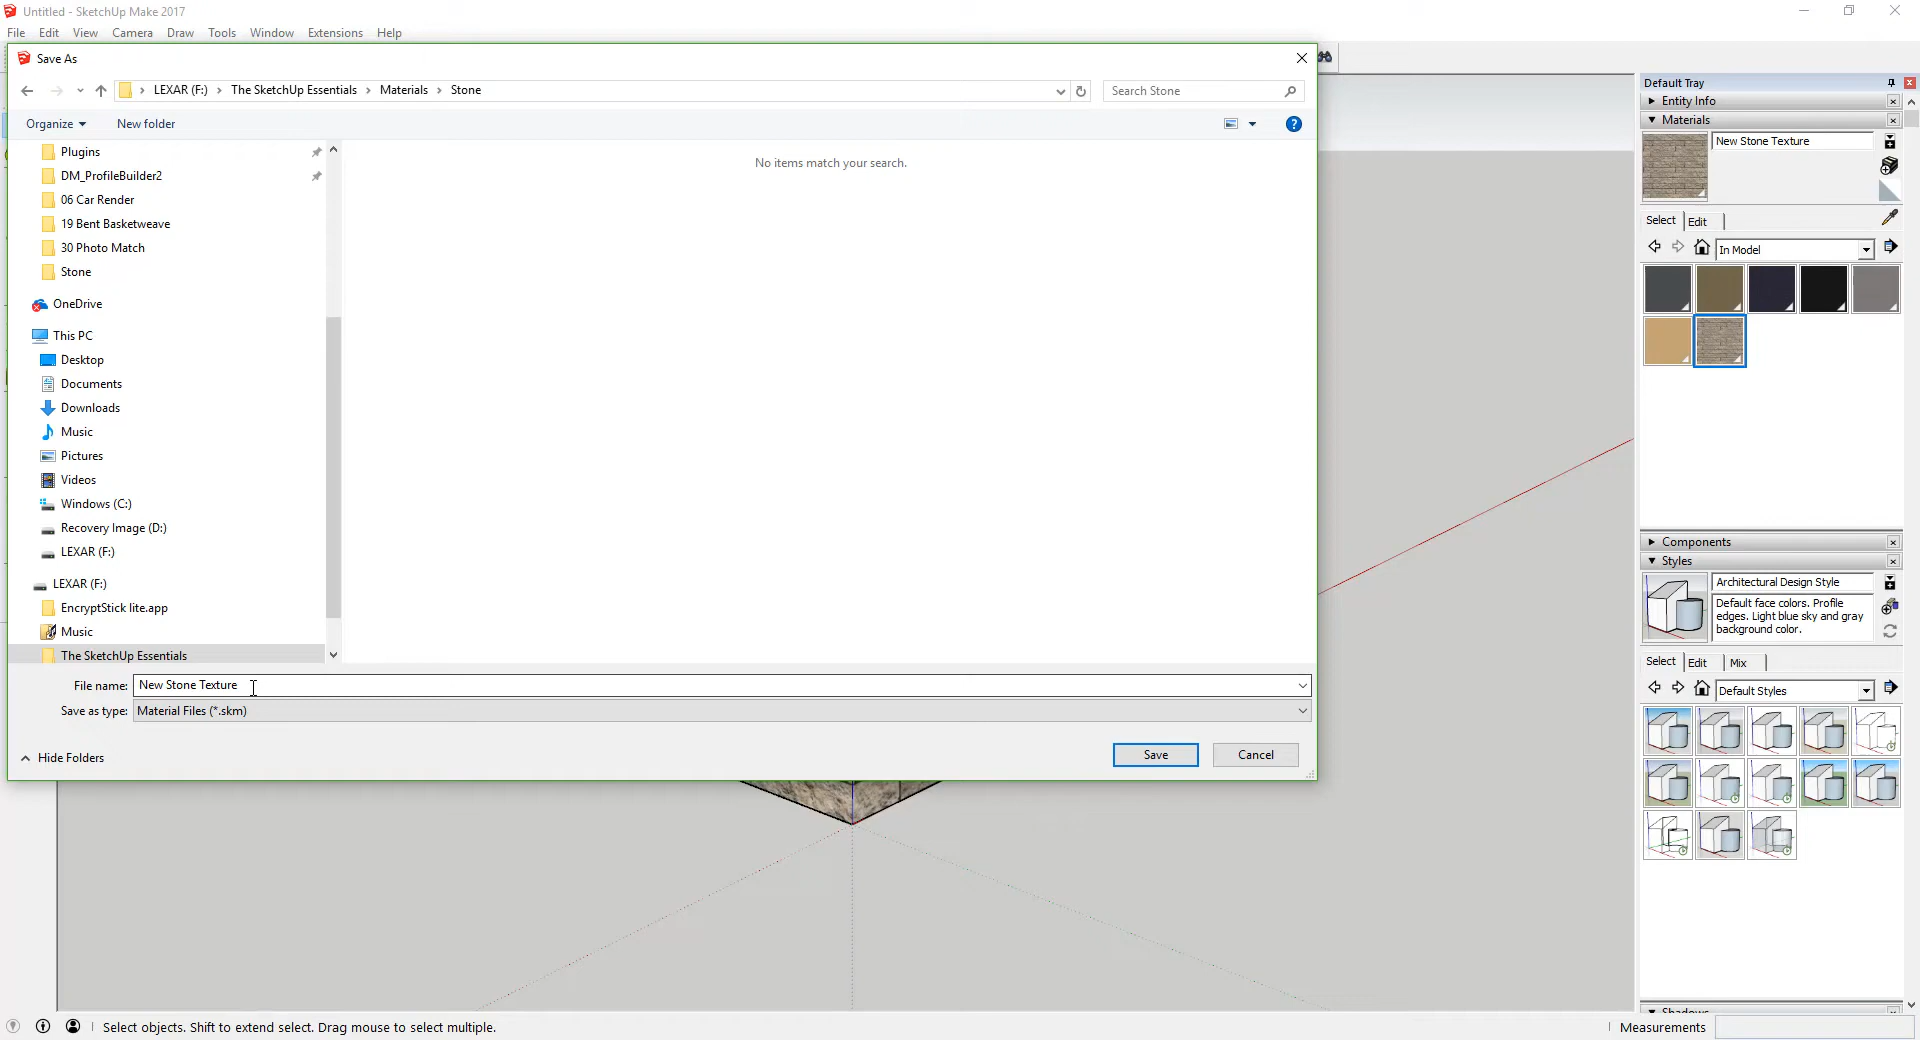 Untitled - SketchUp Make 2017
File Edit View Camera Draw Tools Window Extensions Help
Save As
LEXAR (F:) The SketchUp Essentials Materials Stone
Search Stone
Organize New folder
Plugins
DM_ProfileBuilder2
06 Car Render
19 Bent Basketweave
30 Photo Match
Stone
OneDrive
This PC
Desktop
Documents
Downloads
Music
Pictures
Videos
Windows (C:)
Recovery Image (D:)
LEXAR (F:)
LEXAR (F:)
EncryptStick lite.app
Music
The SketchUp Essentials
No items match your search.
File name: New Stone Texture
Save as type: Material Files (*.skm)
Hide Folders
Save Cancel
Default Tray
Entity Info
Materials
New Stone Texture
Select Edit
In Model
Components
Styles
Architectural Design Style
Default face colors. Profile
edges. Light blue sky and gray
background color.
Select Edit Mix
Default Styles
Shadows
Select objects. Shift to extend select. Drag mouse to select multiple.
Measurements